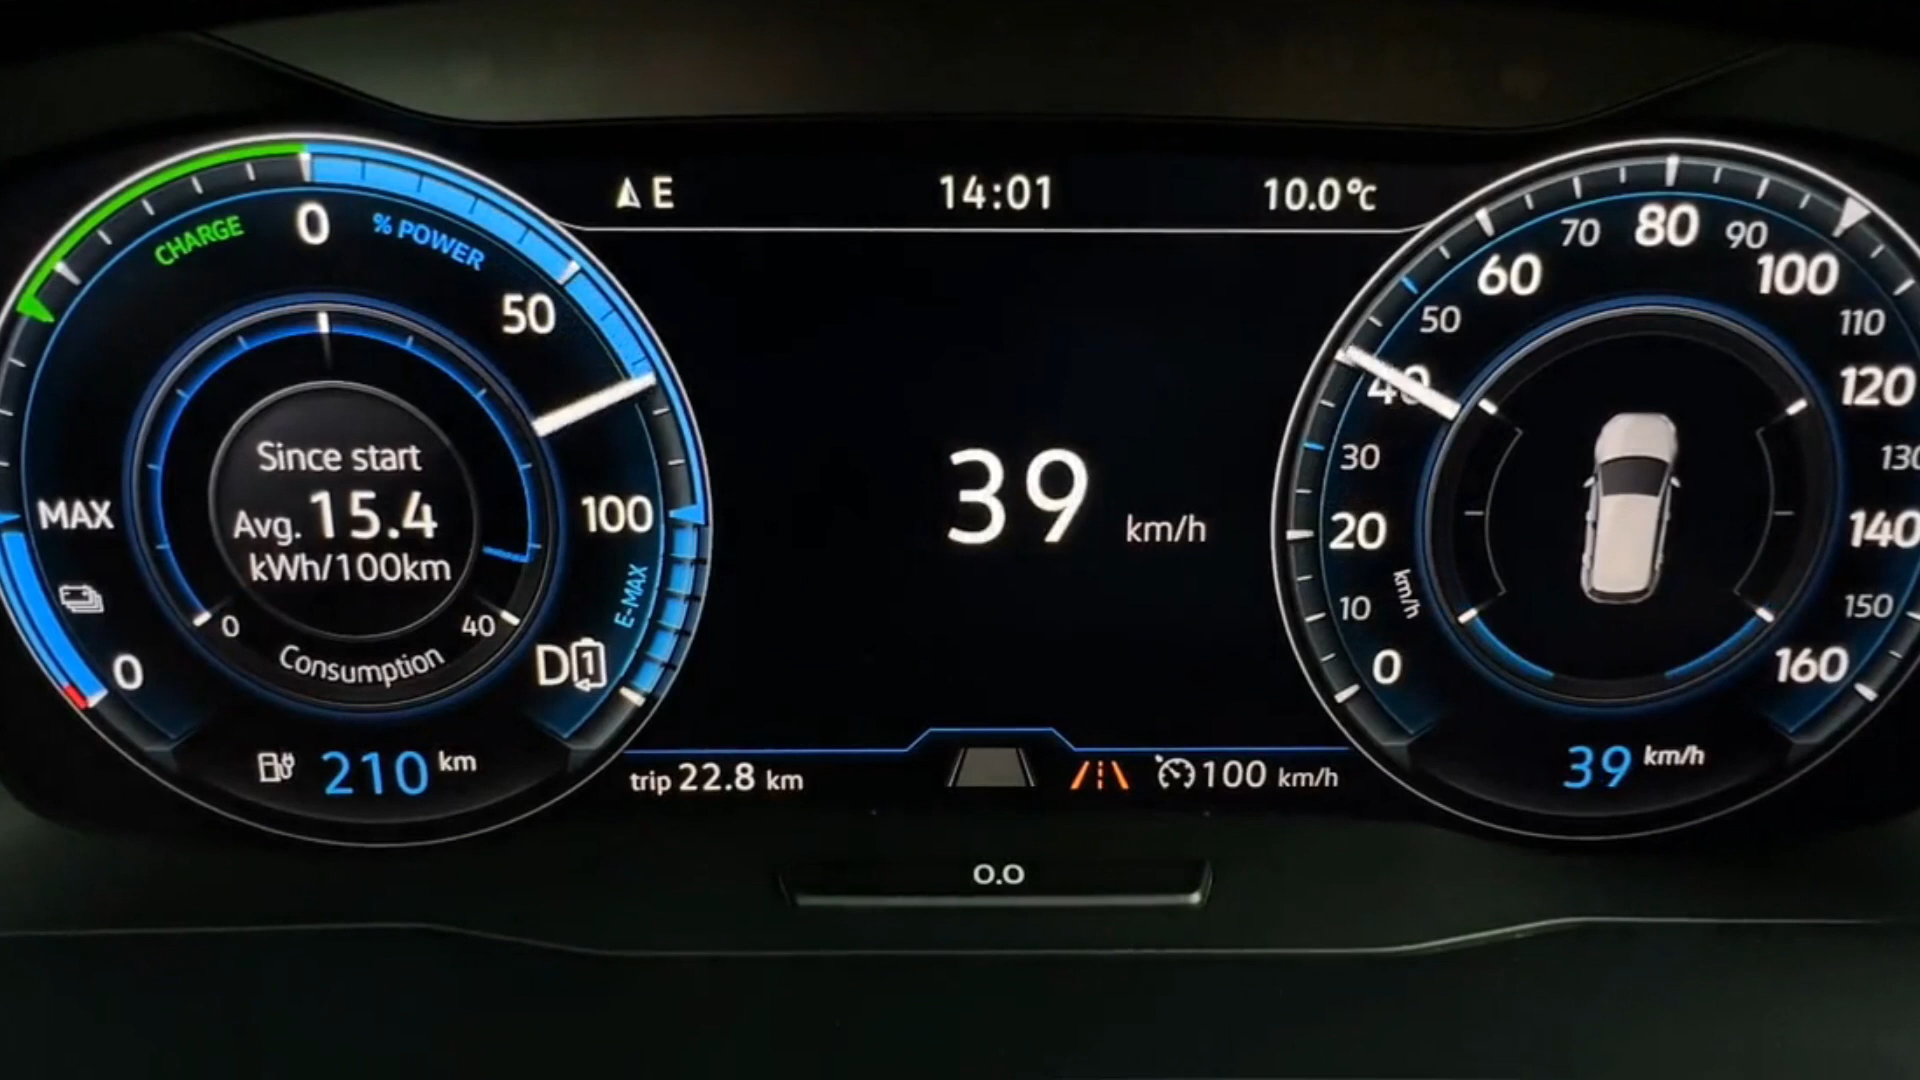 E 14:01 10.0°C
CHARGE 0 % POWER
50
100
E-MAX
MAX
0
Since start
Avg. 15.4
kWh/100km
0 40
Consumption
D 1
210 km
39 km/h
trip 22.8 km
100 km/h
0.0
0
10
20
30
40
50
60
70
80
90
100
110
120
130
140
150
160
km/h
39 km/h